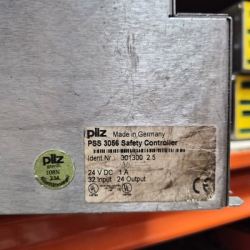 pilz Made in Germany
PSS 3056 Safety Controller
Ident Nr. 301300 2.5
24 V DC 1 A
32 Input 24 Output
pilz